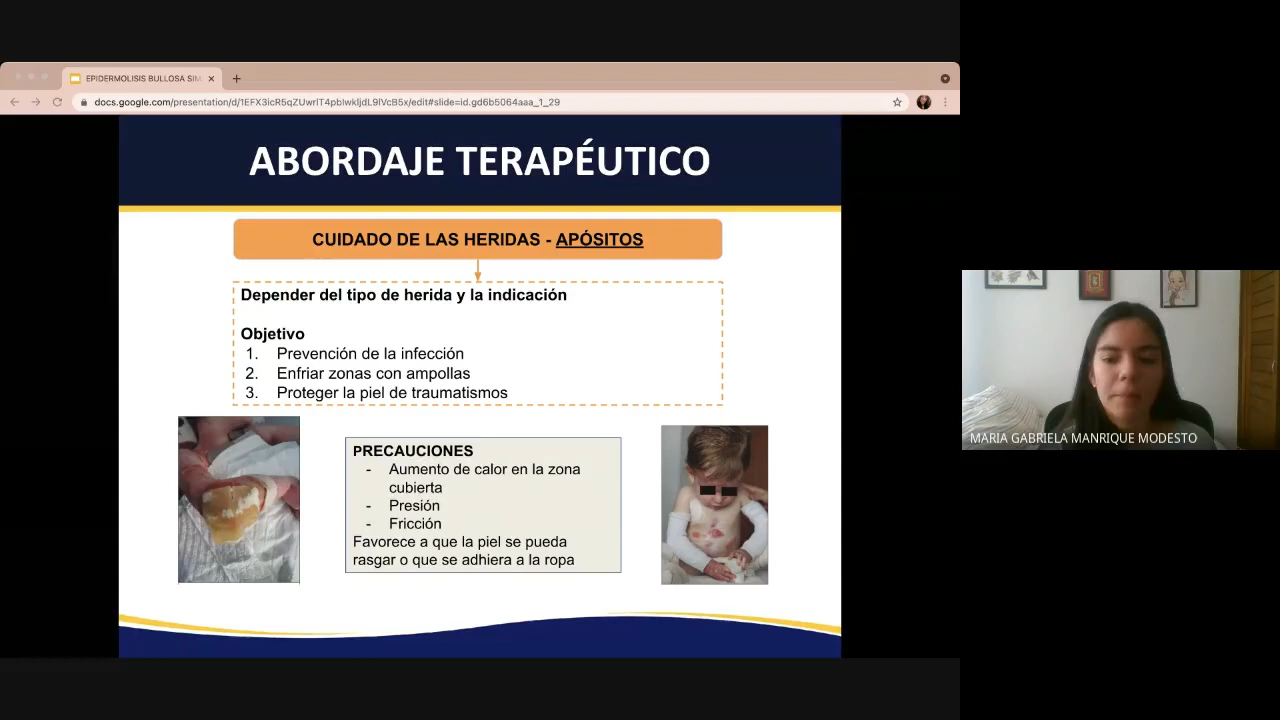 EPIDERMOLISIS BULLOSA SIM
docs.google.com/presentation/d/1EFX3icR5qZUwrlT4pbIwkljdL9lVcB5x/edit#slide=id.gd6b5064aaa_1_29
ABORDAJE TERAPÉUTICO
CUIDADO DE LAS HERIDAS - APÓSITOS
Depender del tipo de herida y la indicación
Objetivo
1. Prevención de la infección
2. Enfriar zonas con ampollas
3. Proteger la piel de traumatismos
PRECAUCIONES
- Aumento de calor en la zona
cubierta
- Presión
- Fricción
Favorece a que la piel se pueda
rasgar o que se adhiera a la ropa
MARIA GABRIELA MANRIQUE MODESTO